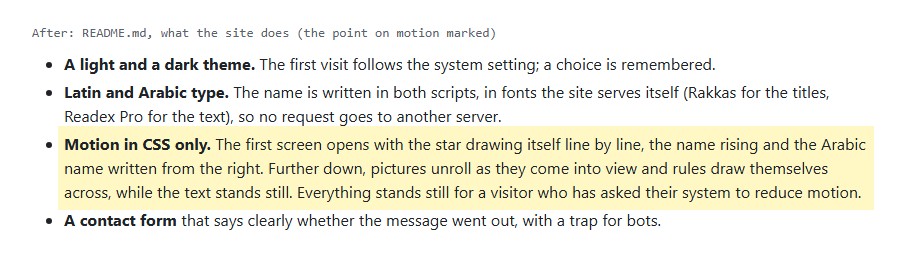 After: README.md, what the site does (the point on motion marked)
• A light and a dark theme. The first visit follows the system setting; a choice is remembered.
• Latin and Arabic type. The name is written in both scripts, in fonts the site serves itself (Rakkas for the titles,
Readex Pro for the text), so no request goes to another server.
• Motion in CSS only. The first screen opens with the star drawing itself line by line, the name rising and the Arabic
name written from the right. Further down, pictures unroll as they come into view and rules draw themselves
across, while the text stands still. Everything stands still for a visitor who has asked their system to reduce motion.
• A contact form that says clearly whether the message went out, with a trap for bots.